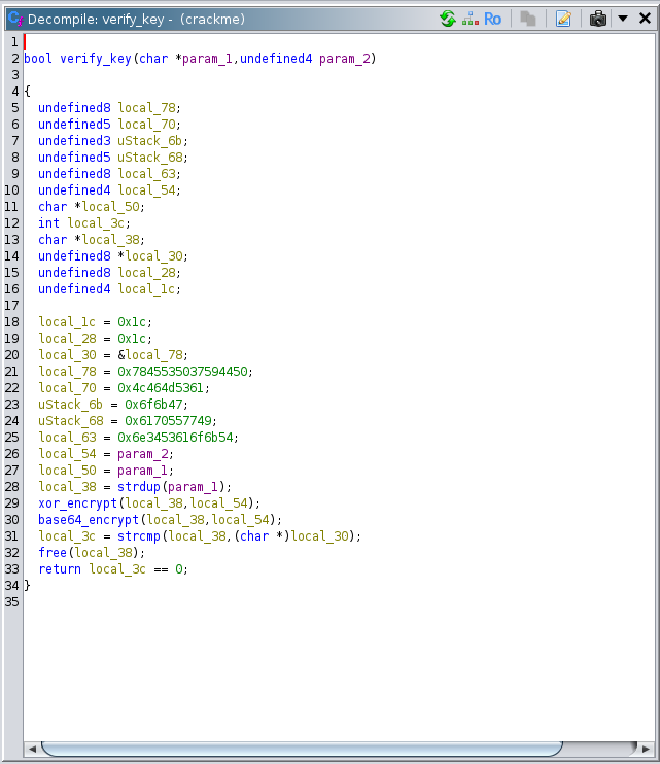 Decompile: verify_key - (crackme)
Ro
1
2 bool verify_key(char *param_1,undefined4 param_2)
3
4 {
5 undefined8 local_78;
6 undefined5 local_70;
7 undefined3 uStack_6b;
8 undefined5 uStack_68;
9 undefined8 local_63;
10 undefined4 local_54;
11 char *local_50;
12 int local_3c;
13 char *local_38;
14 undefined8 *local_30;
15 undefined8 local_28;
16 undefined4 local_1c;
17
18 local_1c = 0x1c;
19 local_28 = 0x1c;
20 local_30 = &local_78;
21 local_78 = 0x7845535037594450;
22 local_70 = 0x4c464d5361;
23 uStack_6b = 0x6f6b47;
24 uStack_68 = 0x6170557749;
25 local_63 = 0x6e3453616f6b54;
26 local_54 = param_2;
27 local_50 = param_1;
28 local_38 = strdup(param_1);
29 xor_encrypt(local_38,local_54);
30 base64_encrypt(local_38,local_54);
31 local_3c = strcmp(local_38,(char *)local_30);
32 free(local_38);
33 return local_3c == 0;
34 }
35